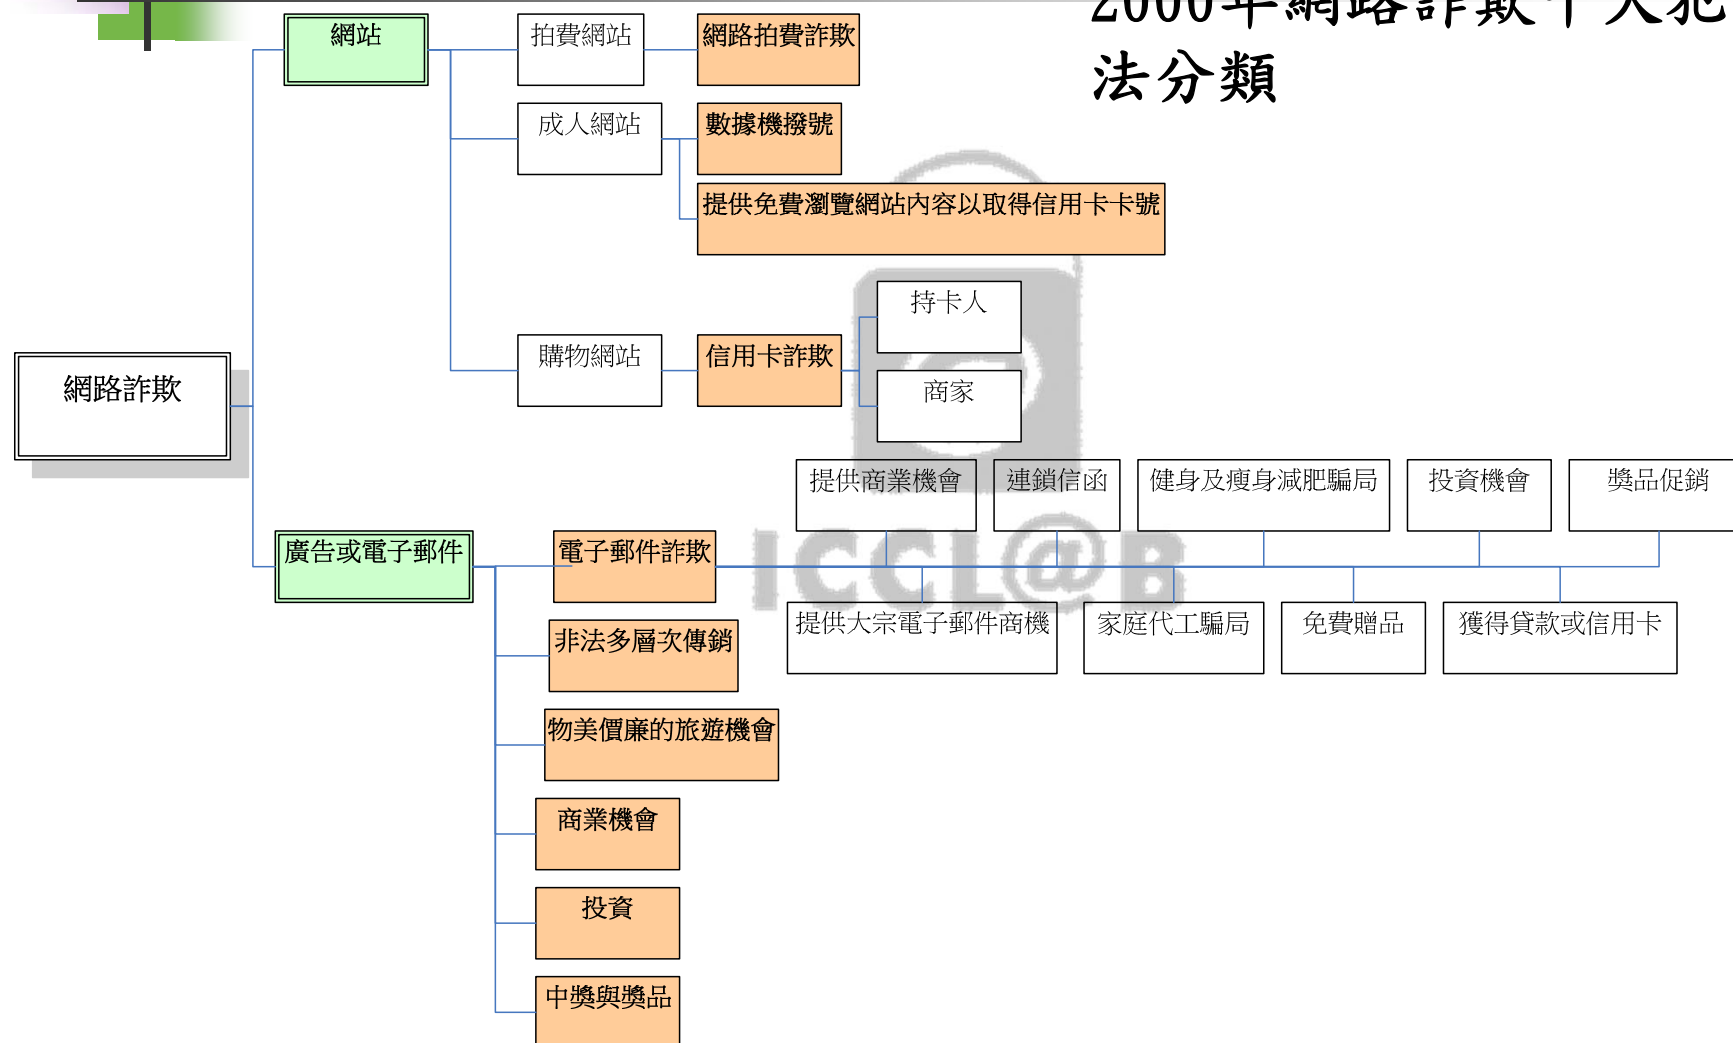 2000年網路詐欺十大犯
法分類
網站
拍費網站
網路拍費詐欺
成人網站
數據機撥號
提供免費瀏覽網站內容以取得信用卡卡號
持卡人
購物網站
信用卡詐欺
商家
網路詐欺
提供商業機會
連鎖信函
健身及瘦身減肥騙局
投資機會
獎品促銷
廣告或電子郵件
電子郵件詐欺
ICCL@B
提供大宗電子郵件商機
家庭代工騙局
免費贈品
獲得貸款或信用卡
非法多層次傳銷
物美價廉的旅遊機會
商業機會
投資
中獎與獎品